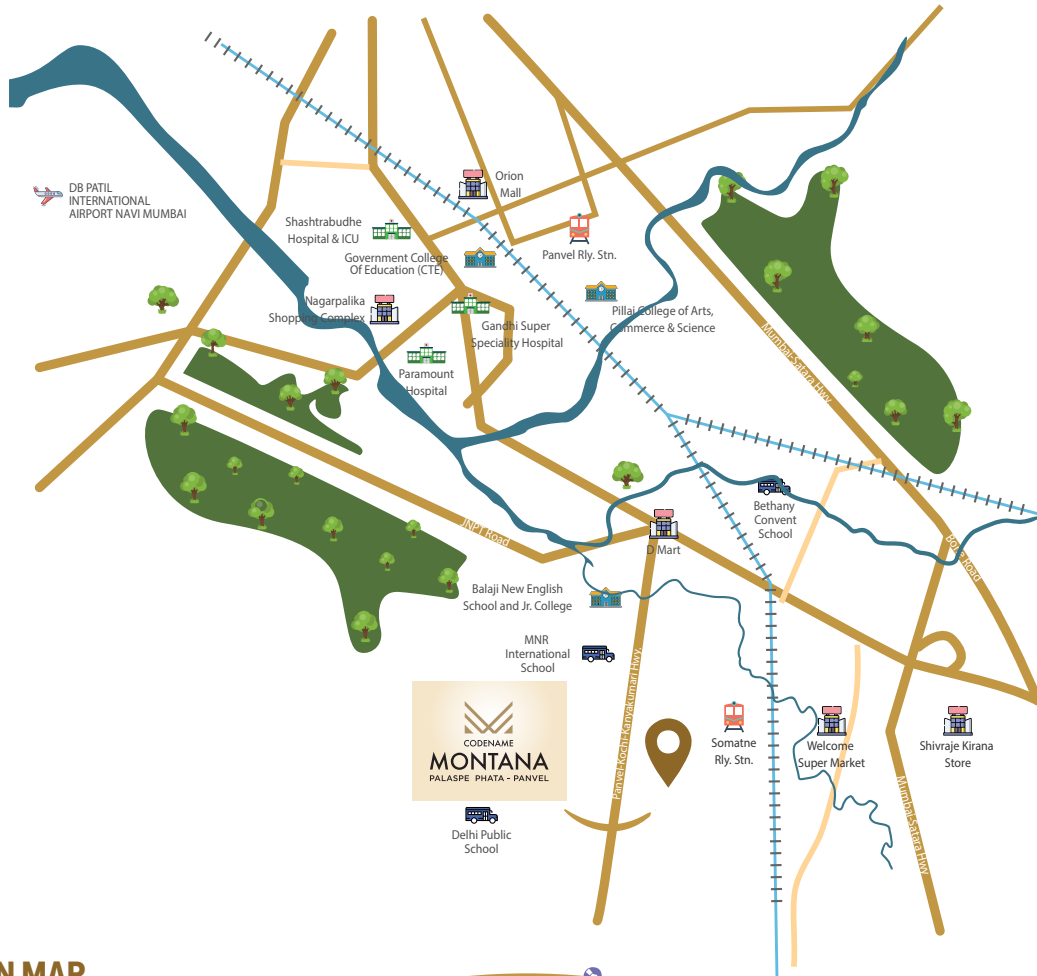 DB PATIL
INTERNATIONAL
AIRPORT NAVI MUMBAI
Orion
Mall
Shashtrabudhe
Hospital & ICU
Government College
Of Education (CTE)
Panvel Rly. Stn.
Nagarpalika
Shopping Complex
Gandhi Super
Speciality Hospital
Pillai College of Arts,
Commerce & Science
Paramount
Hospital
Mumbai-Satara Hwy.
JNPT Road
Bethany
Convent
School
D Mart
Borle Road
Balaji New English
School and Jr. College
MNR
International
School
Panvel-Kochi-Kanyakumari Hwy.
CODENAME
MONTANA
PALASPE PHATA - PANVEL
Somatne
Rly. Stn.
Welcome
Super Market
Shivraje Kirana
Store
Mumbai-Satara Hwy
Delhi Public
School
N MAP